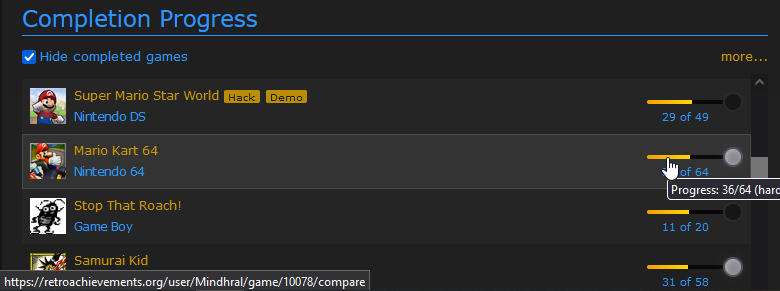 Completion Progress
Hide completed games
more...
Super Mario Star World Hack Demo
Nintendo DS
29 of 49
Mario Kart 64
Nintendo 64
of 64
Progress: 36/64 (hard
Stop That Roach!
Game Boy
11 of 20
Samurai Kid
31 of 58
https://retroachievements.org/user/Mindhral/game/10078/compare